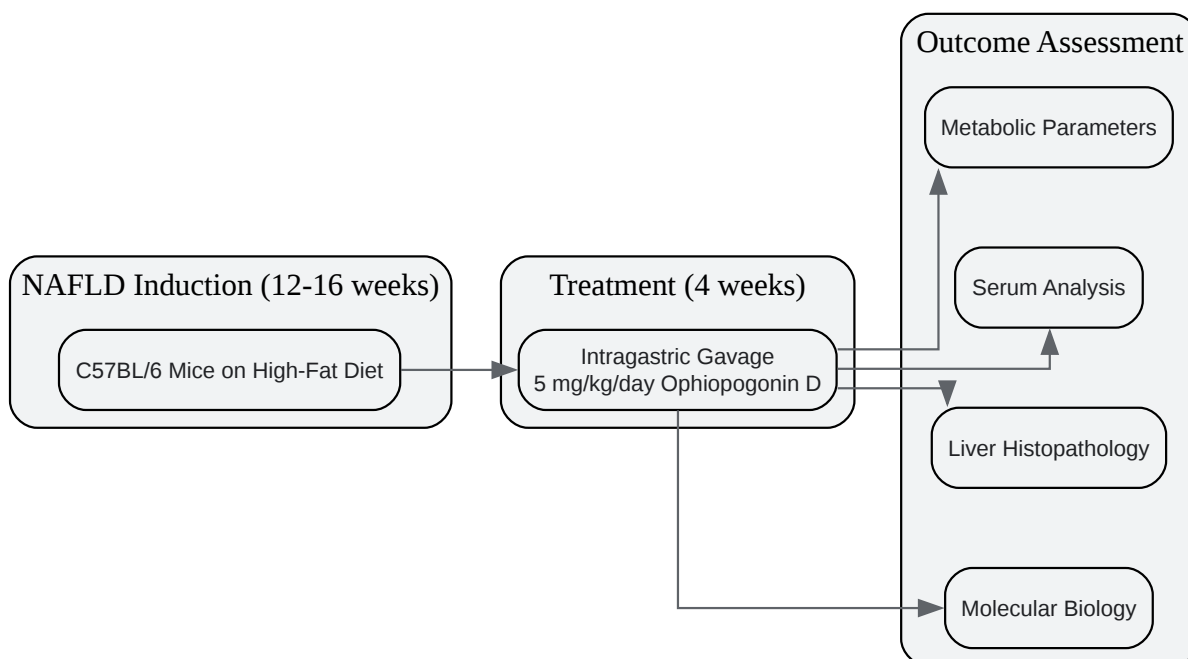 NAFLD Induction (12-16 weeks)
C57BL/6 Mice on High-Fat Diet
Treatment (4 weeks)
Intragastric Gavage
5 mg/kg/day Ophiopogonin D
Outcome Assessment
Metabolic Parameters
Serum Analysis
Liver Histopathology
Molecular Biology